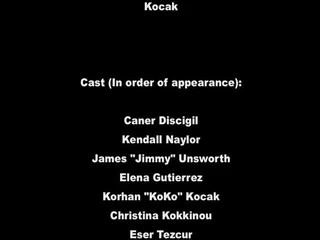 Kocak
Cast (In order of appearance):
Caner Discigil
Kendall Naylor
James "Jimmy" Unsworth
Elena Gutierrez
Korhan "KoKo" Kocak
Christina Kokkinou
Eser Tezcur